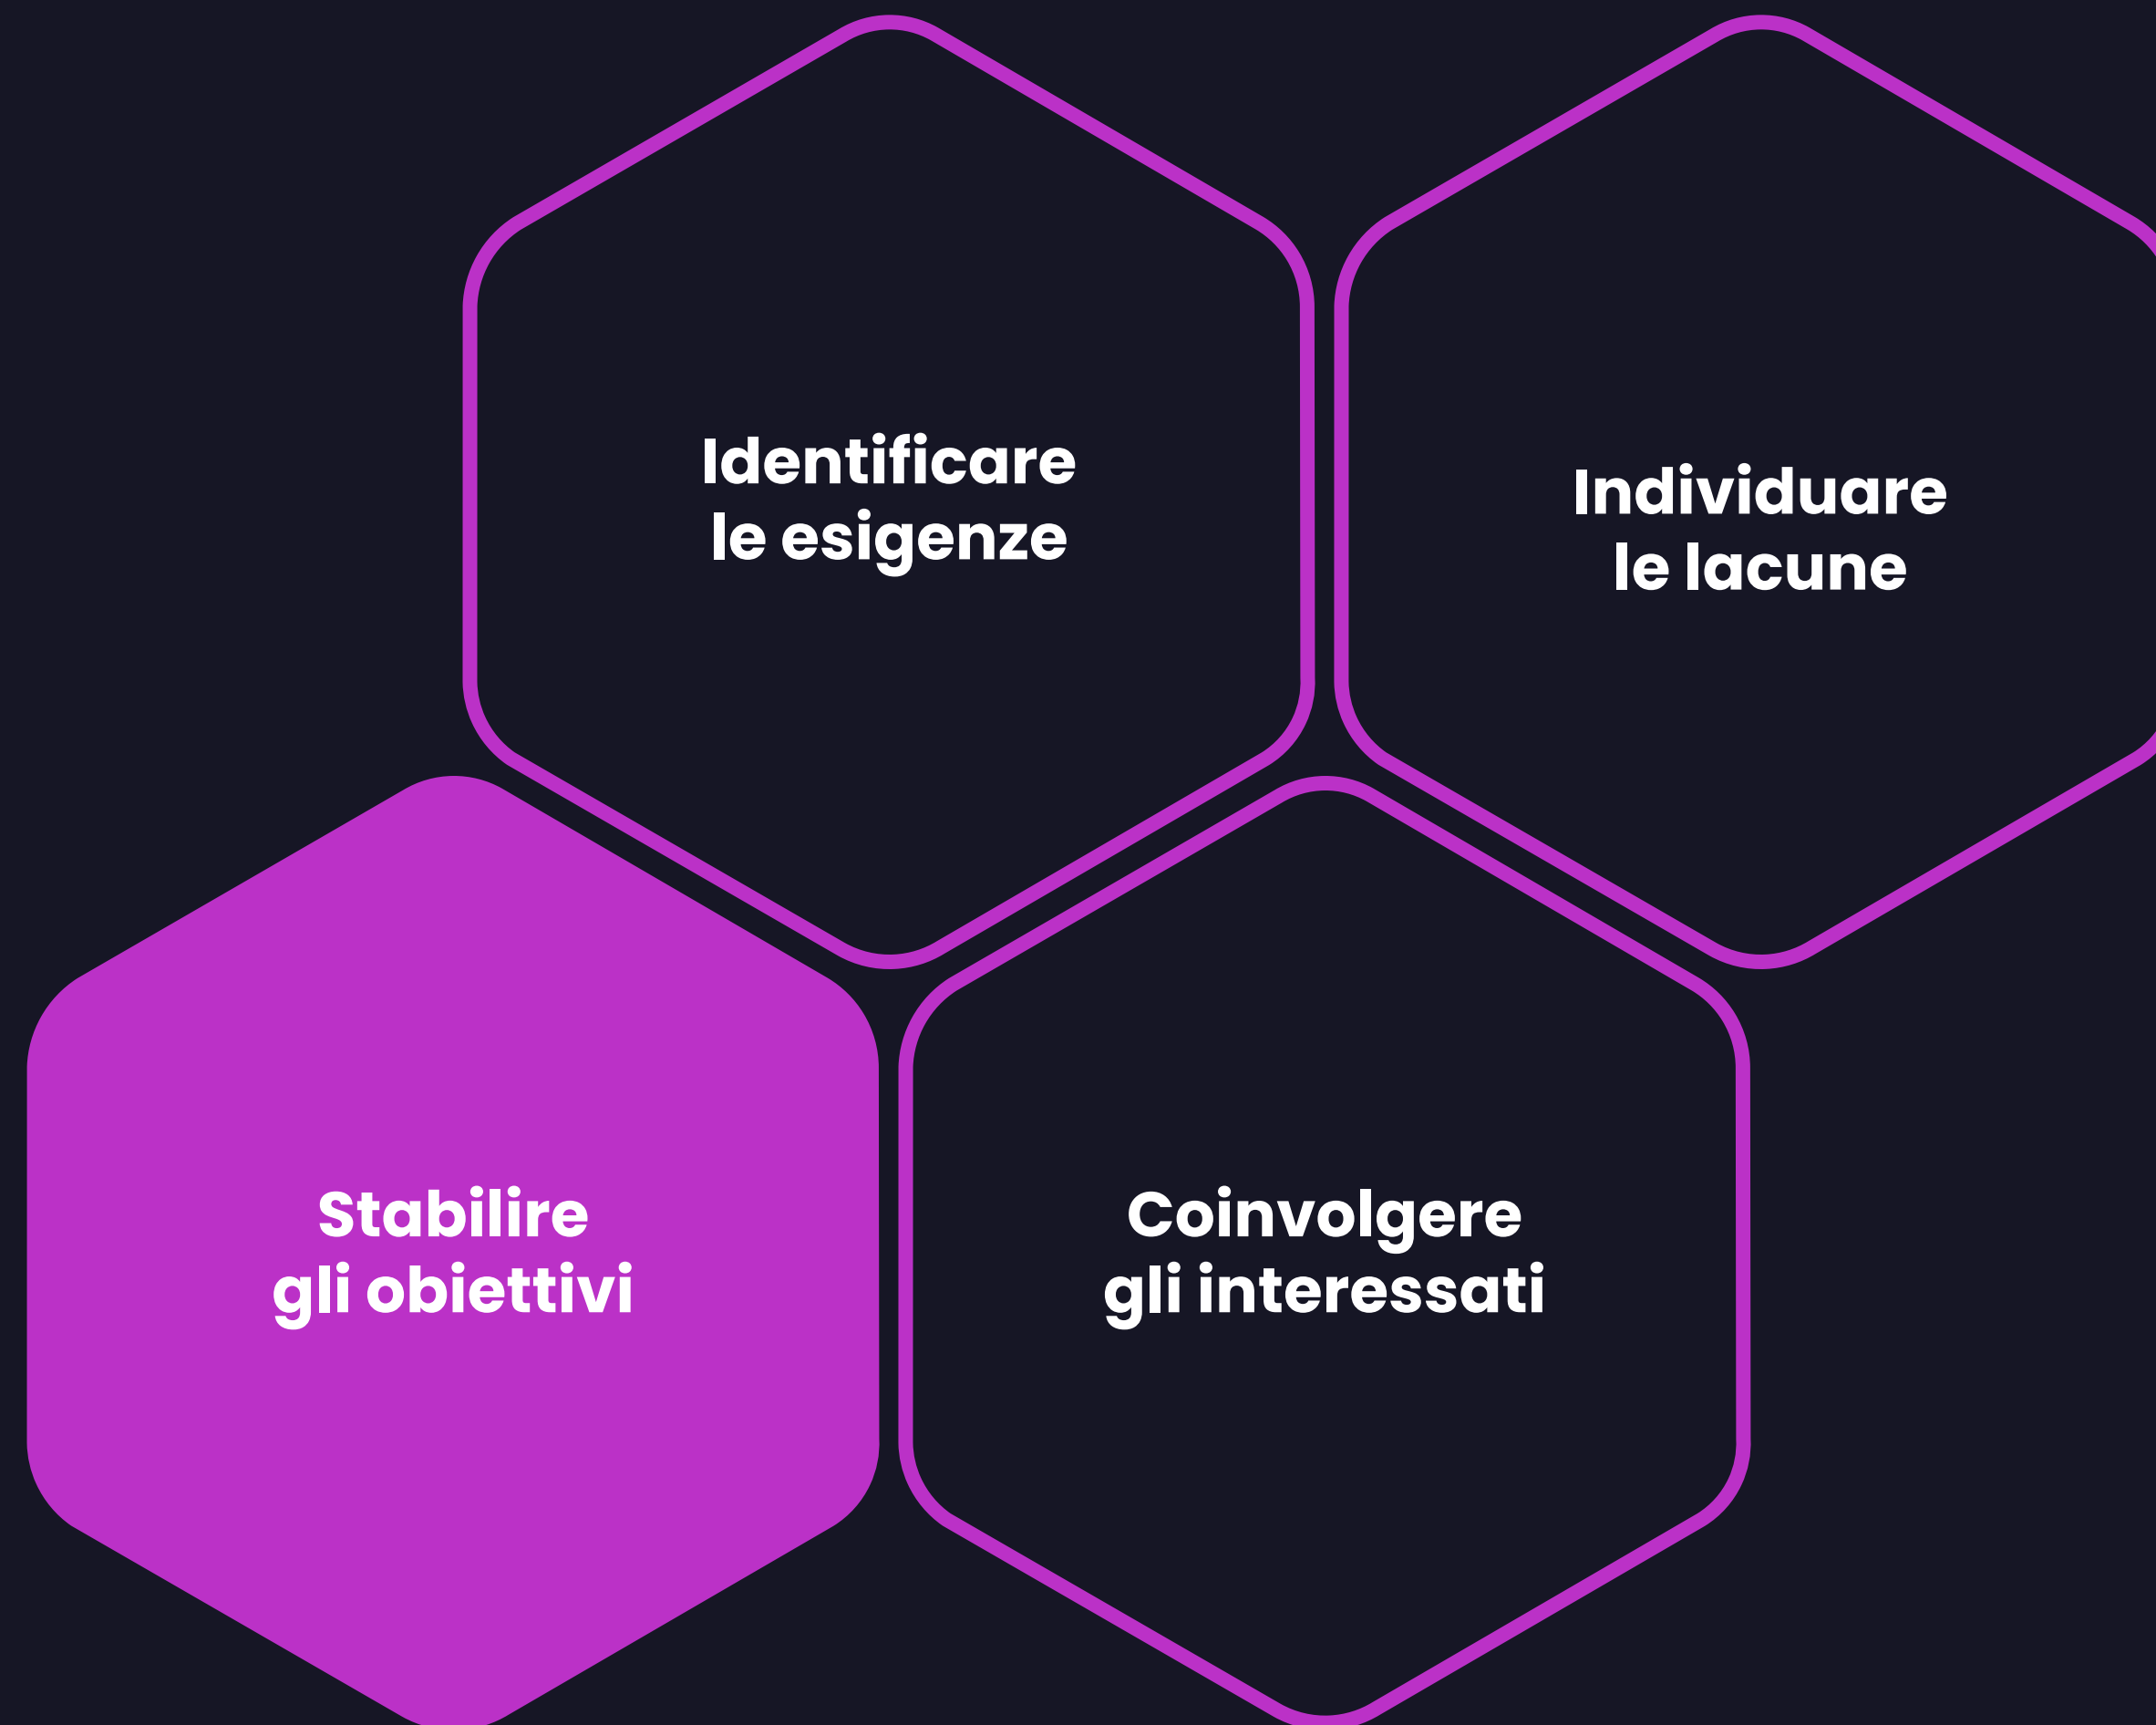 Identificare
le esigenze
Individuare
le lacune
Stabilire
gli obiettivi
Coinvolgere
gli interessati